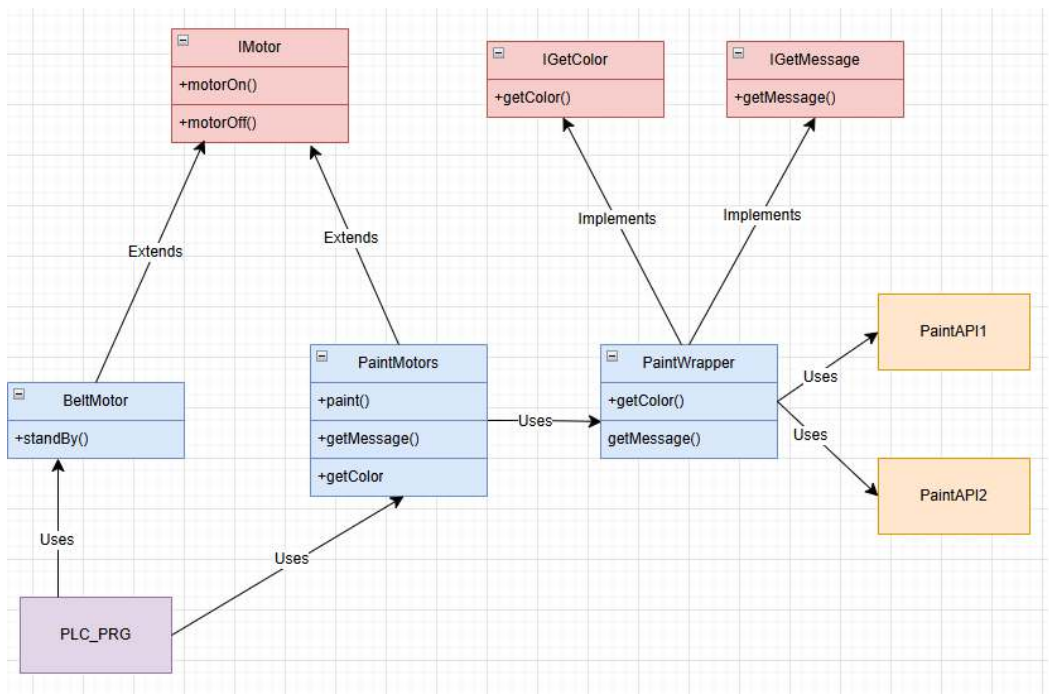 IMotor
+motorOn()
+motorOff()
IGetColor
+getColor()
IGetMessage
+getMessage()
Extends
Extends
Implements
Implements
BeltMotor
+standBy()
PaintMotors
+paint()
+getMessage()
+getColor
Uses
PaintWrapper
+getColor()
getMessage()
Uses
Uses
PaintAPI1
PaintAPI2
Uses
Uses
PLC_PRG